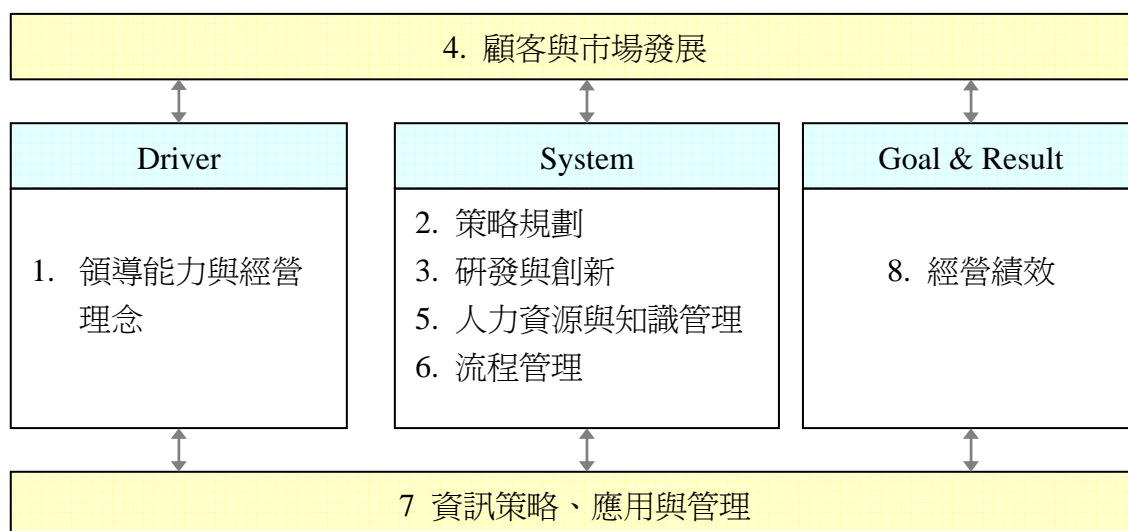 4. 顧客與市場發展
Driver
System
Goal & Result
1. 領導能力與經營
理念
2. 策略規劃
3. 研發與創新
5. 人力資源與知識管理
6. 流程管理
8. 經營績效
7 資訊策略、應用與管理